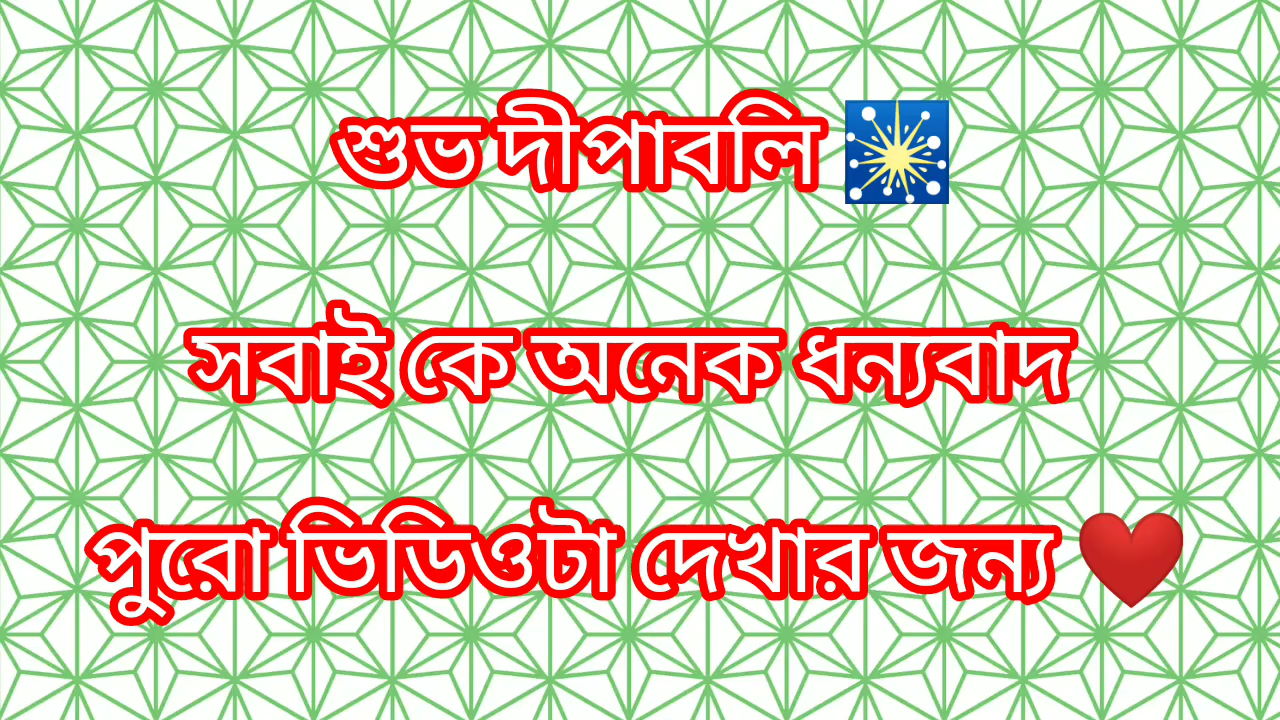 শুভ দীপাবলি 🎇
সবাই কে অনেক ধন্যবাদ
পুরো ভিডিওটা দেখার জন্য ❤️